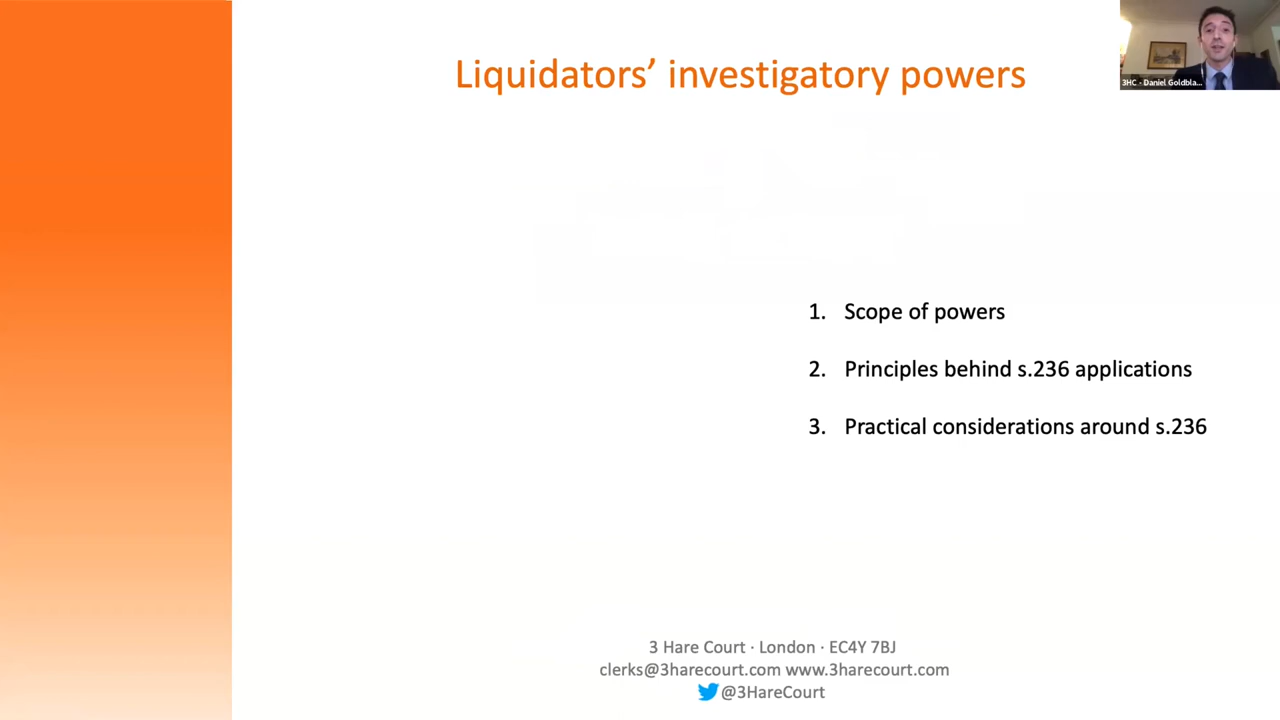 Liquidators’ investigatory powers
3HC - Daniel Goldbla...
1. Scope of powers
2. Principles behind s.236 applications
3. Practical considerations around s.236
3 Hare Court · London · EC4Y 7BJ
clerks@3harecourt.com www.3harecourt.com
@3HareCourt